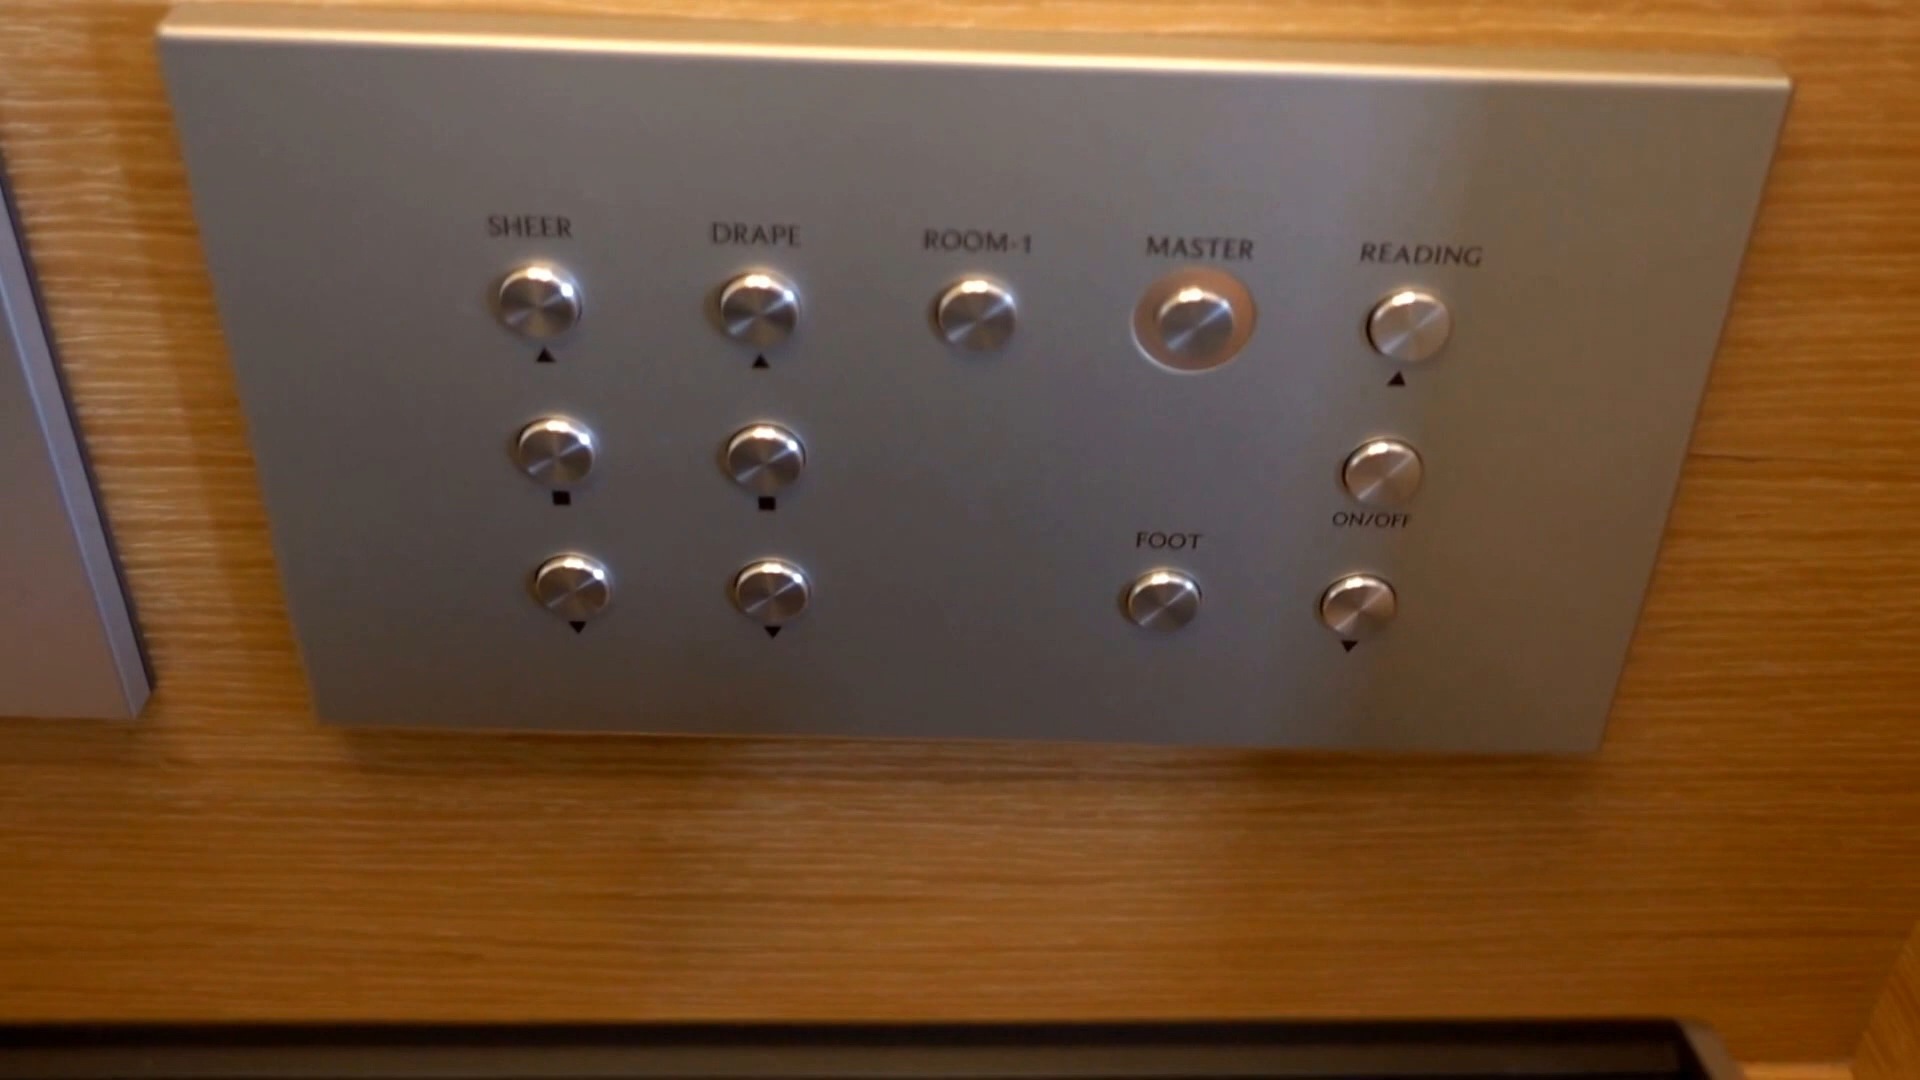 SHEER
DRAPE
ROOM-1
MASTER
READING
ON/OFF
FOOT